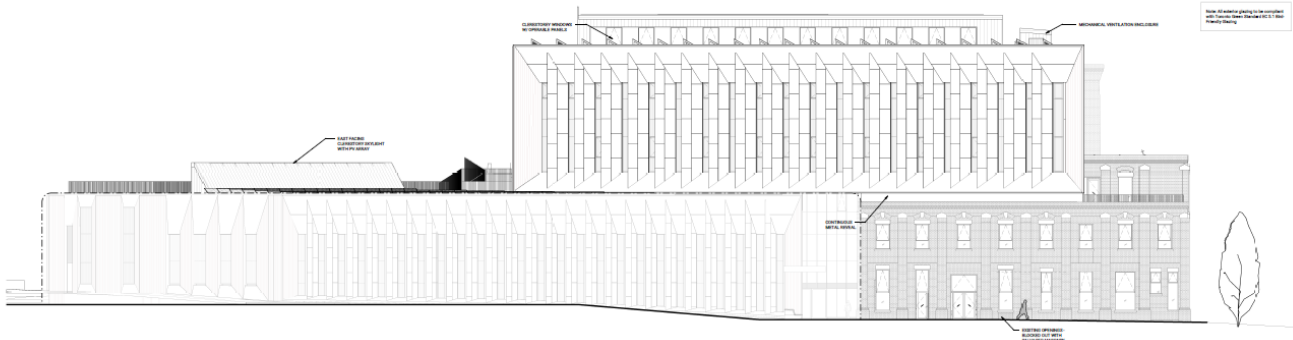 Note: All exterior glazing to be compliant
with Toronto Green Standard EC 5.1 Bird-
Friendly Glazing
CLERESTOREY WINDOWS
W/ OPERABLE PANELS
MECHANICAL VENTILATION ENCLOSURE
EAST FACING
CLERESTORY SKYLIGHT
WITH PV ARRAY
CONTINUOUS
METAL REVEAL
EXISTING OPENINGS
BLOCKED OUT WITH